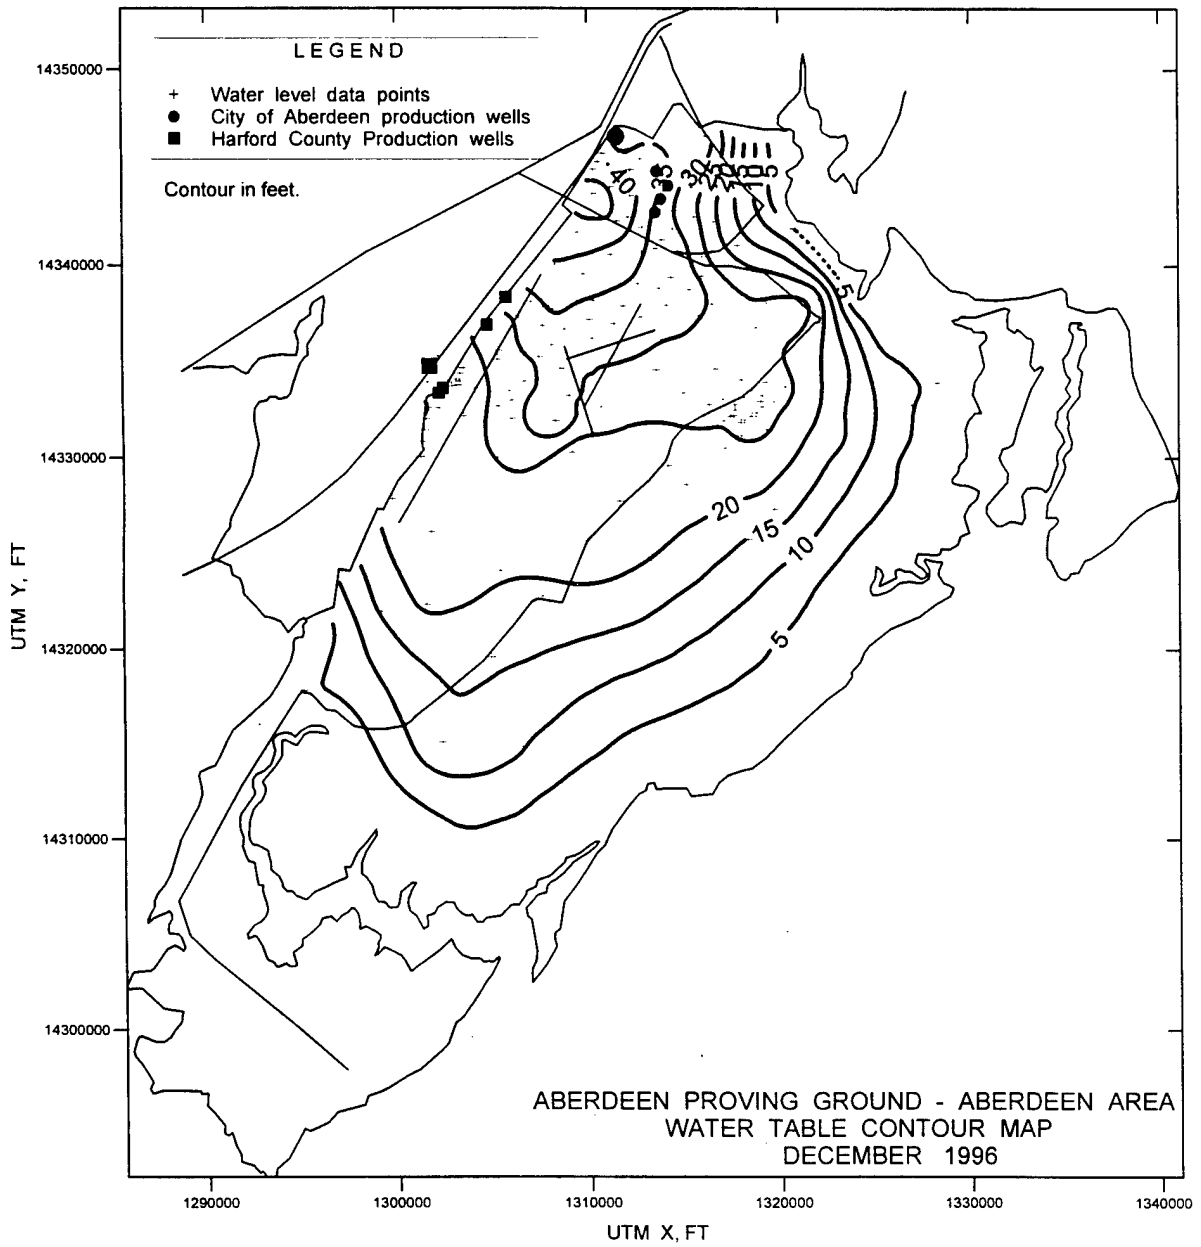 LEGEND
+ Water level data points
● City of Aberdeen production wells
■ Harford County Production wells
Contour in feet.
14350000
14340000
14330000
14320000
14310000
14300000
UTM Y, FT
40
35
30
5
5
20
15
10
5
ABERDEEN PROVING GROUND - ABERDEEN AREA
WATER TABLE CONTOUR MAP
DECEMBER 1996
1290000
1300000
1310000
1320000
1330000
1340000
UTM X, FT